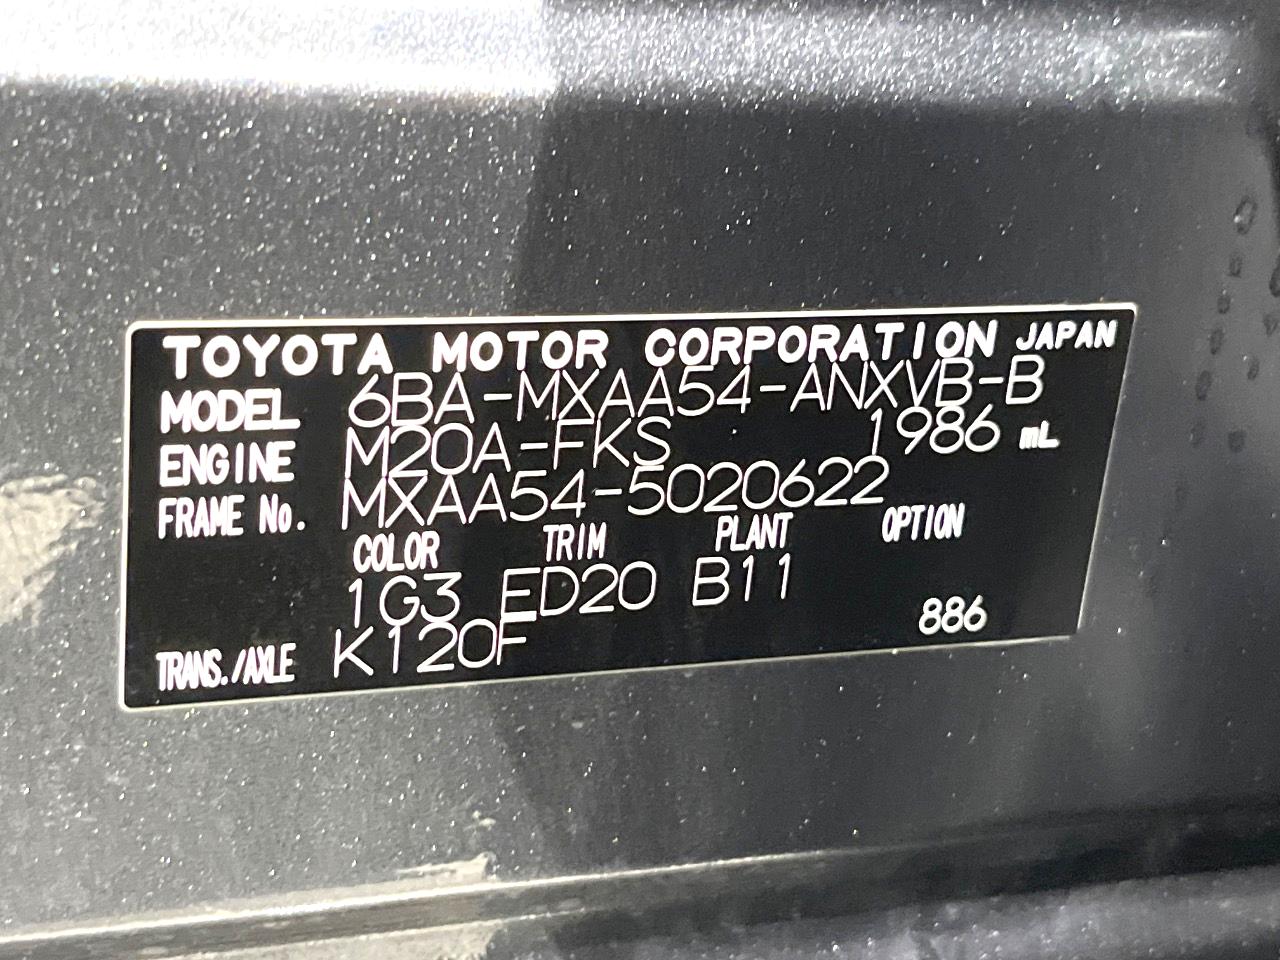 TOYOTA MOTOR CORPORATION JAPAN
MODEL 6BA-MXAA54-ANXVB-B
ENGINE M20A-FKS 1986 mL
FRAME No. MXAA54-5020622
COLOR TRIM PLANT OPTION
1G3 ED20 B11
TRANS./AXLE K120F 886